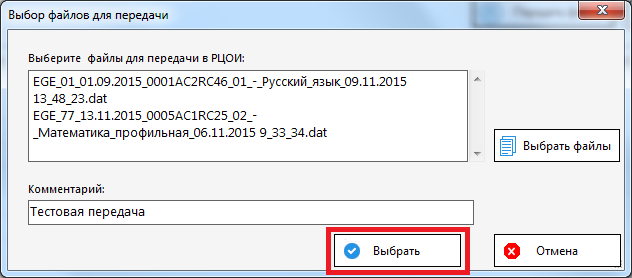 Выбор файлов для передачи
Выберите файлы для передачи в РЦОИ:
EGE_01_01.09.2015_0001AC2RC46_01_-_Русский_язык_09.11.2015
13_48_23.dat
EGE_77_13.11.2015_0005AC1RC25_02_-
_Математика_профильная_06.11.2015 9_33_34.dat
Выбрать файлы
Комментарий:
Тестовая передача
Выбрать
Отмена